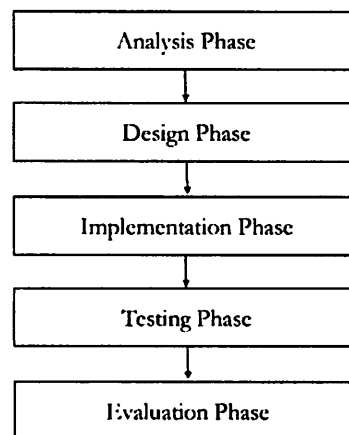 Analysis Phase
Design Phase
Implementation Phase
Testing Phase
Evaluation Phase